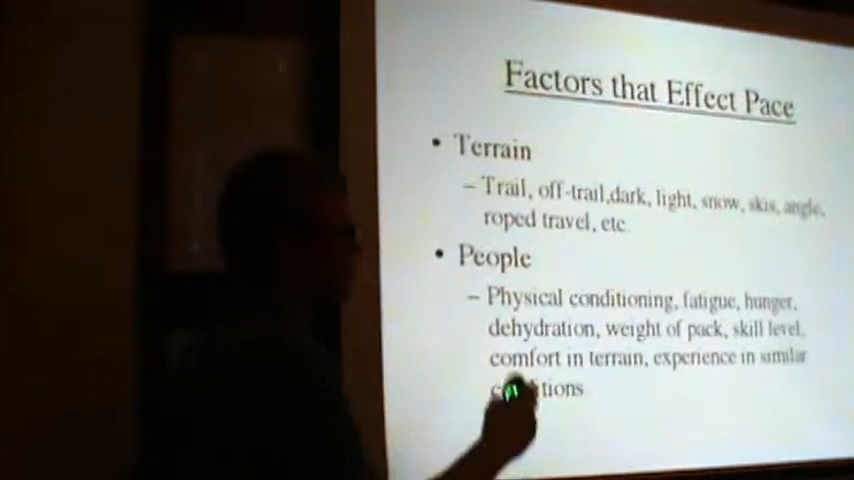 Factors that Effect Pace
• Terrain
– Trail, off-trail,dark, light, snow, skis, angle,
roped travel, etc.
• People
– Physical conditioning, fatigue, hunger,
dehydration, weight of pack, skill level,
comfort in terrain, experience in similar